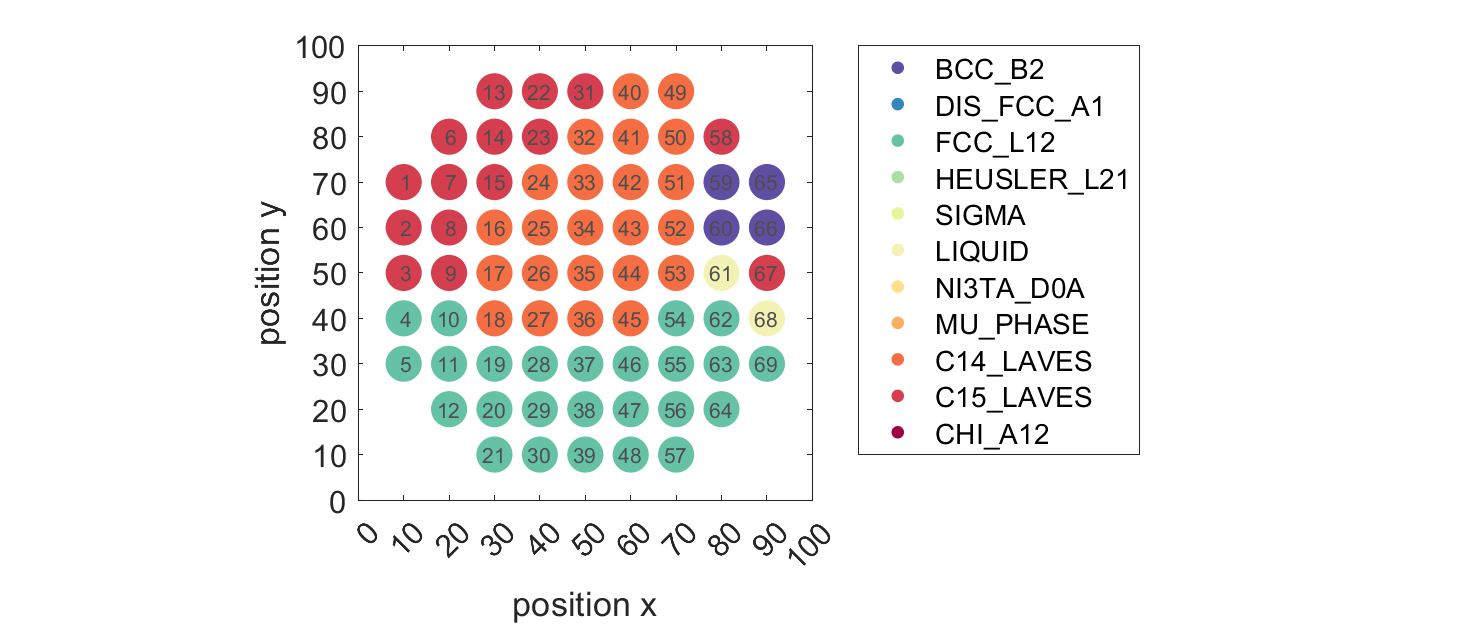 100
90
80
70
60
50
40
30
20
10
0
position y
13 22 31 40 49
6 14 23 32 41 50 58
1 7 15 24 33 42 51 59 65
2 8 16 25 34 43 52 60 66
3 9 17 26 35 44 53 61 67
4 10 18 27 36 45 54 62 68
5 11 19 28 37 46 55 63 69
12 20 29 38 47 56 64
21 30 39 48 57
0 10 20 30 40 50 60 70 80 90 100
position x
BCC_B2
DIS_FCC_A1
FCC_L12
HEUSLER_L21
SIGMA
LIQUID
NI3TA_D0A
MU_PHASE
C14_LAVES
C15_LAVES
CHI_A12